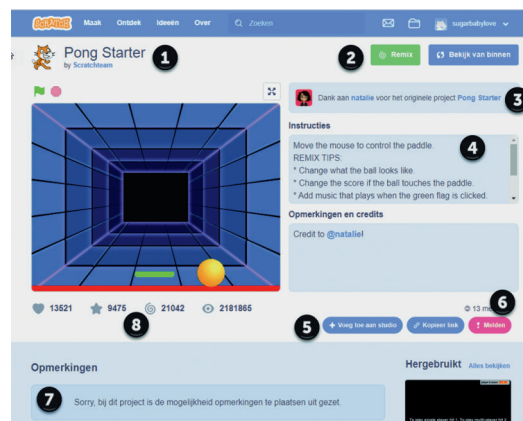 SCRATCH Maak Ontdek Ideeën Over Zoeken sugarbabylove
Pong Starter
by Scratchteam
1
2
Remix
Bekijk van binnen
Dank aan natalie voor het originele project Pong Starter
3
Instructies
Move the mouse to control the paddle.
REMIX TIPS:
* Change what the ball looks like.
* Change the score if the ball touches the paddle.
* Add music that plays when the green flag is clicked.
4
Opmerkingen en credits
Credit to @natalie!
13521 9475 21042 2181865
8
© 13 me
6
5
Voeg toe aan studio
Kopieer link
Melden
Opmerkingen
7
Sorry, bij dit project is de mogelijkheid opmerkingen te plaatsen uit gezet.
Hergebruikt Alles bekijken